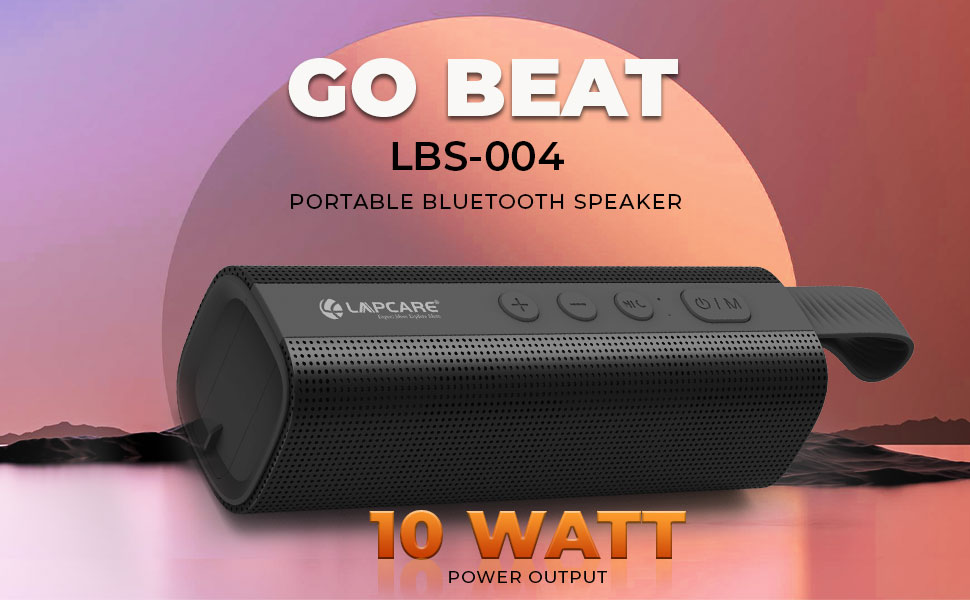 GO BEAT
LBS-004
PORTABLE BLUETOOTH SPEAKER
LAPCARE®
M
10 WATT
POWER OUTPUT